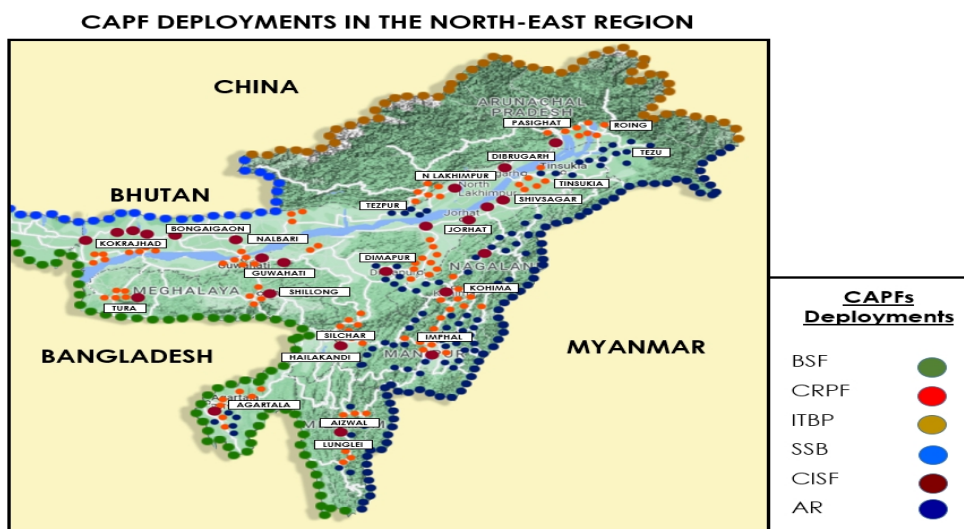 CAPF DEPLOYMENTS IN THE NORTH-EAST REGION
CHINA
ARUNACHAL
PRADESH
PASIGHAT
ROING
DIBRUGARH
TEZU
Tinsukia
N LAKHIMPUR
TINSUKIA
BHUTAN
North
Lakhimpur
SHIVSAGAR
TEZPUR
Jorhat
BONGAIGAON
NALBARI
JORHAT
KOKRAJHAD
DIMAPUR
GUWAHATI
NAGALAN
MEGHALAYA
SHILLONG
KOHIMA
TURA
SILCHAR
IMPHAL
BANGLADESH
HAILAKANDI
MYANMAR
AGARTALA
AIZWAL
LUNGLEI
CAPFs
Deployments
BSF
CRPF
ITBP
SSB
CISF
AR